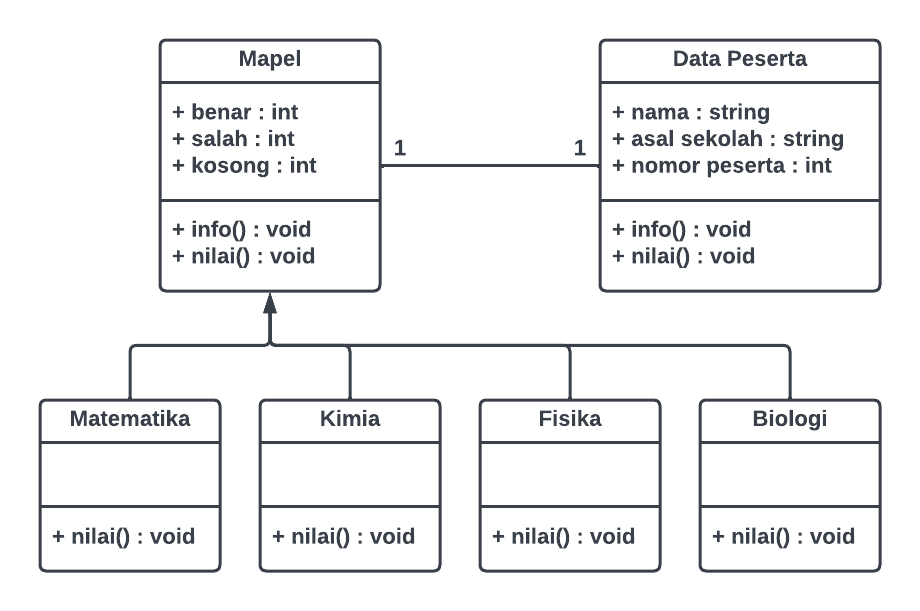 Mapel
+ benar : int
+ salah : int
+ kosong : int
+ info() : void
+ nilai() : void
1
1
Data Peserta
+ nama : string
+ asal sekolah : string
+ nomor peserta : int
+ info() : void
+ nilai() : void
Matematika
+ nilai() : void
Kimia
+ nilai() : void
Fisika
+ nilai() : void
Biologi
+ nilai() : void